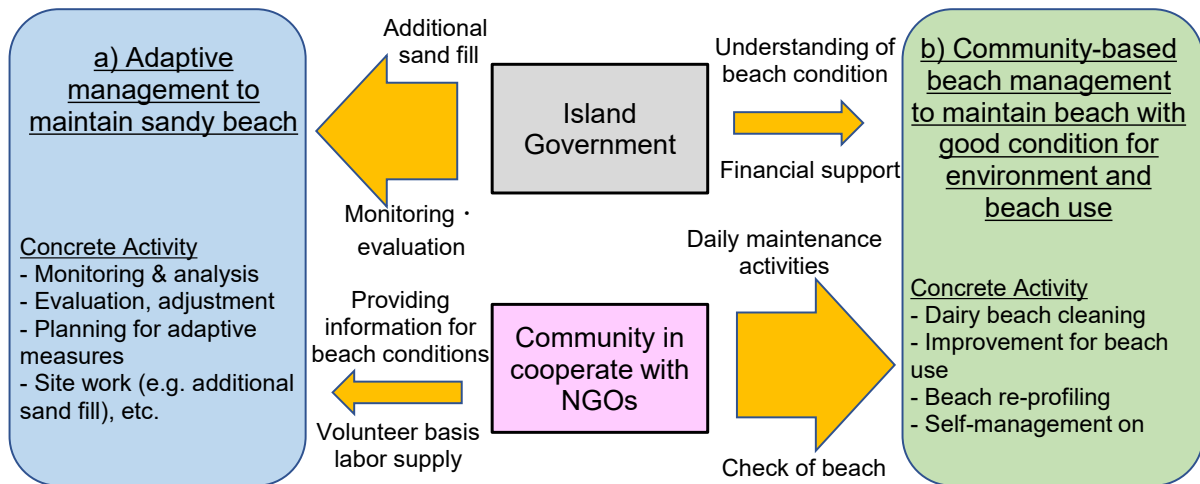 a) Adaptive
management to
maintain sandy beach
Concrete Activity
- Monitoring & analysis
- Evaluation, adjustment
- Planning for adaptive
measures
- Site work (e.g. additional
sand fill), etc.
Additional
sand fill
Monitoring・
evaluation
Providing
information for
beach conditions
Volunteer basis
labor supply
Island
Government
Community in
cooperate with
NGOs
Understanding of
beach condition
Financial support
Daily maintenance
activities
Check of beach
b) Community-based
beach management
to maintain beach with
good condition for
environment and
beach use
Concrete Activity
- Dairy beach cleaning
- Improvement for beach
use
- Beach re-profiling
- Self-management on